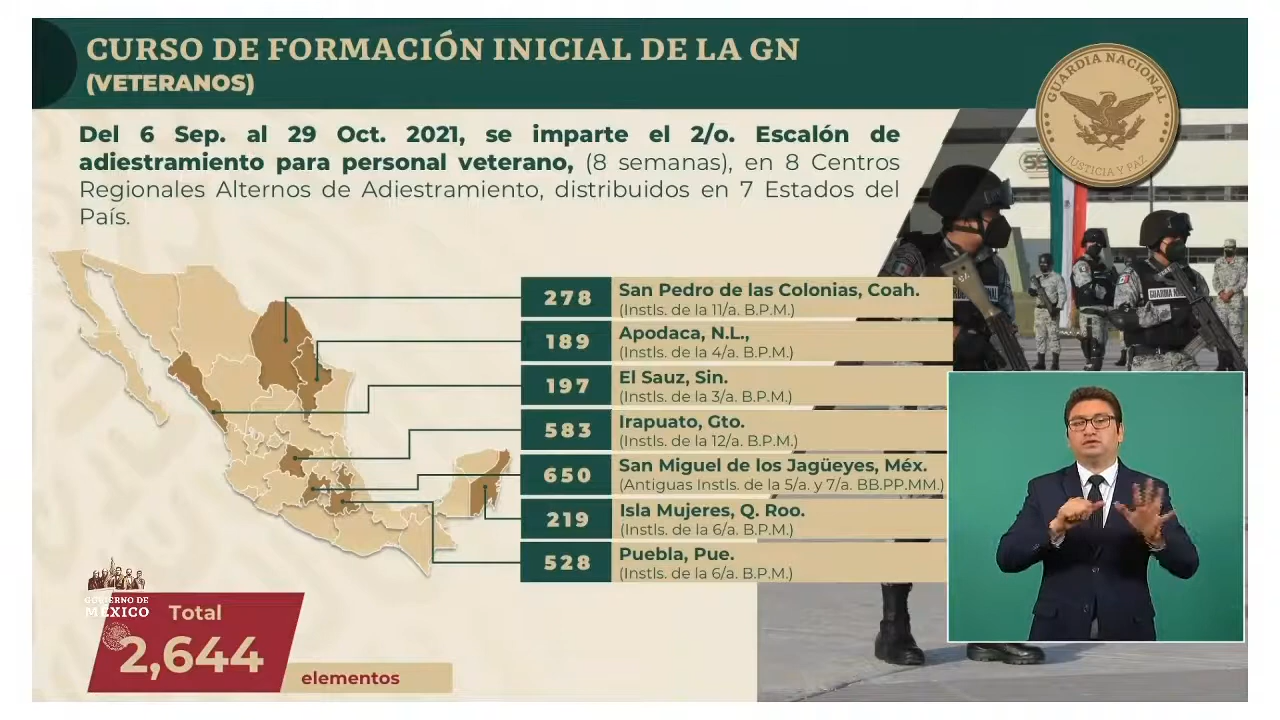 CURSO DE FORMACIÓN INICIAL DE LA GN
(VETERANOS)
GUARDIA NACIONAL
JUSTICIA Y PAZ
Del 6 Sep. al 29 Oct. 2021, se imparte el 2/o. Escalón de
adiestramiento para personal veterano, (8 semanas), en 8 Centros
Regionales Alternos de Adiestramiento, distribuidos en 7 Estados del
País.
278 San Pedro de las Colonias, Coah.
(Instls. de la 11/a. B.P.M.)
189 Apodaca, N.L.,
(Instls. de la 4/a. B.P.M.)
197 El Sauz, Sin.
(Instls. de la 3/a. B.P.M.)
583 Irapuato, Gto.
(Instls. de la 12/a. B.P.M.)
650 San Miguel de los Jagüeyes, Méx.
(Antiguas Instls. de la 5/a. y 7/a. BB.PP.MM.)
219 Isla Mujeres, Q. Roo.
(Instls. de la 6/a. B.P.M.)
528 Puebla, Pue.
(Instls. de la 6/a. B.P.M.)
GOBIERNO DE
MÉXICO
Total
2,644
elementos